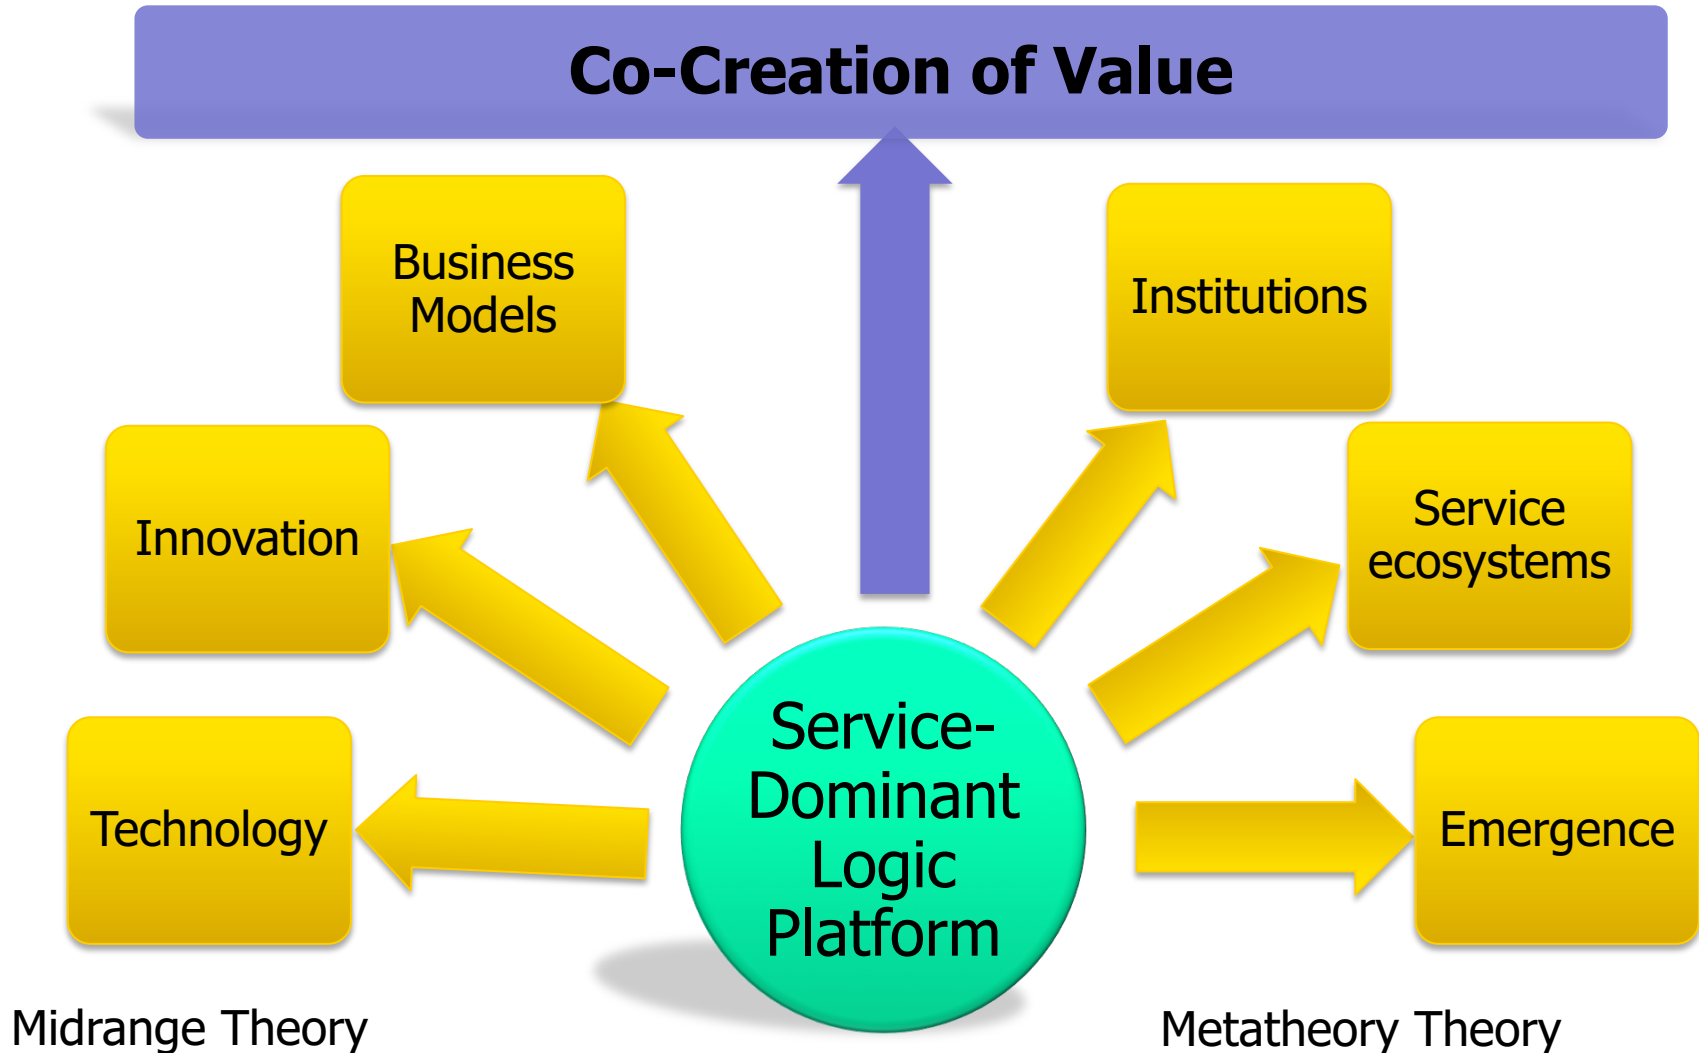 Co-Creation of Value
Business
Models
Institutions
Innovation
Service
ecosystems
Technology
Service-
Dominant
Logic
Platform
Emergence
Midrange Theory
Metatheory Theory